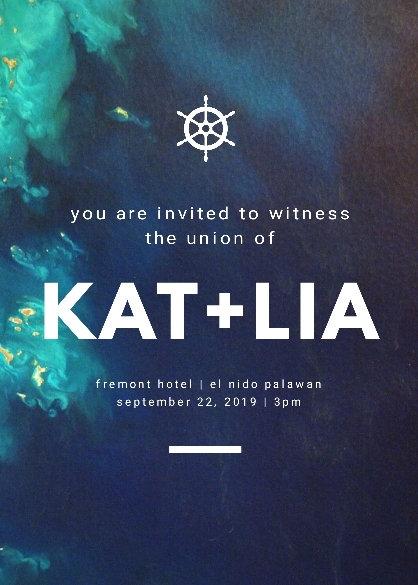 you are invited to witness
the union of
KAT+LIA
fremont hotel | el nido palawan
september 22, 2019 | 3pm